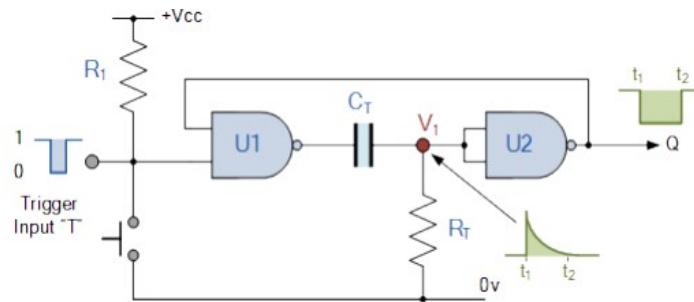 +Vcc
R1
t1 t2
CT
1
U1
V1
U2
Q
0
Trigger
Input "T"
RT
0v
t1 t2